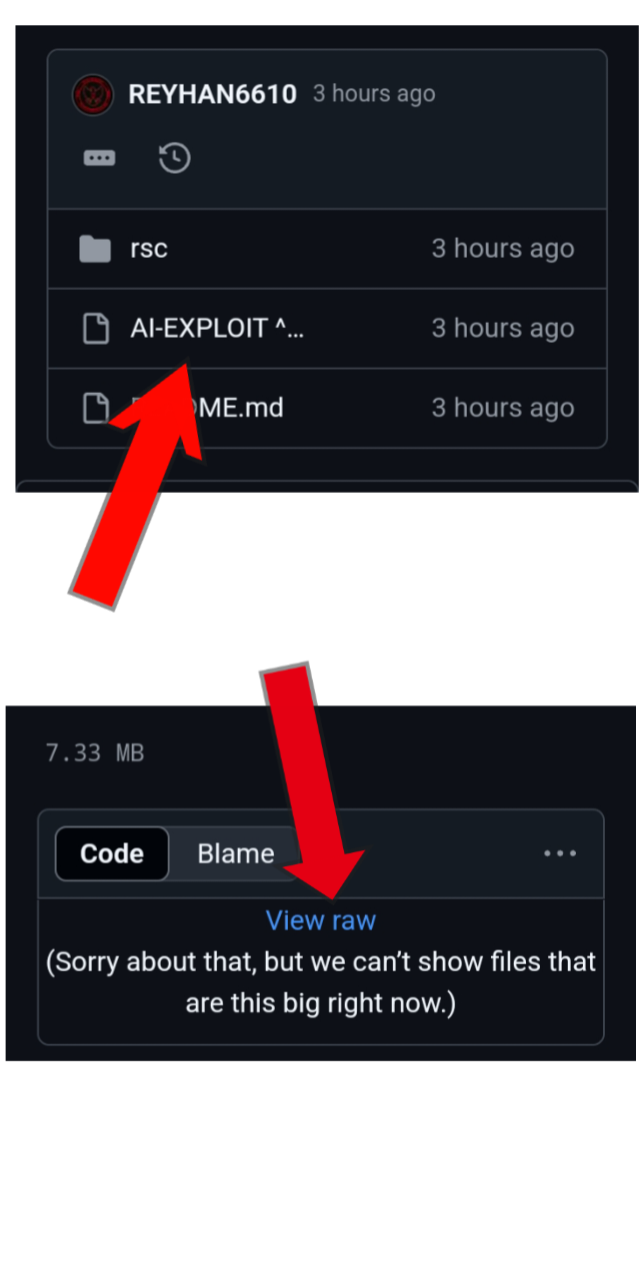 REYHAN6610 3 hours ago
rsc 3 hours ago
AI-EXPLOIT ^... 3 hours ago
ME.md 3 hours ago
7.33 MB
Code Blame
View raw
(Sorry about that, but we can't show files that
are this big right now.)